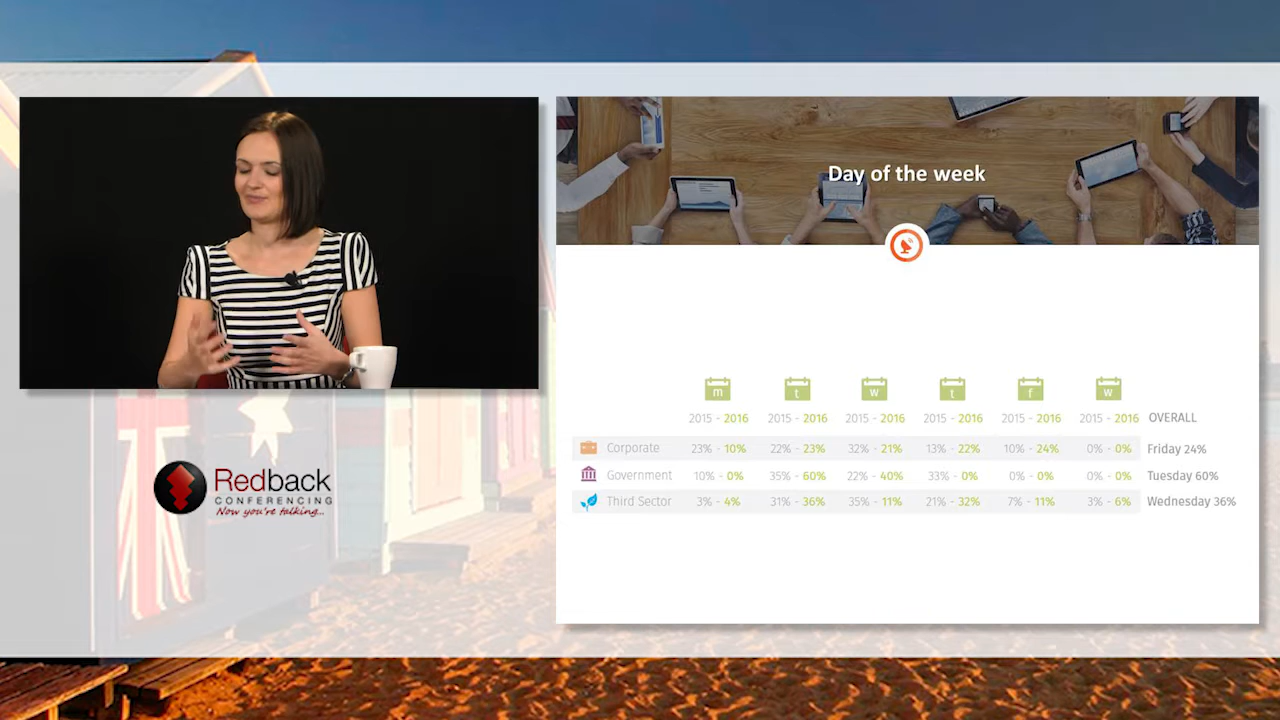 Day of the week
m t w t f w
2015 - 2016 2015 - 2016 2015 - 2016 2015 - 2016 2015 - 2016 2015 - 2016 OVERALL
Corporate 23% - 10% 22% - 23% 32% - 21% 13% - 22% 10% - 24% 0% - 0% Friday 24%
Government 10% - 0% 35% - 60% 22% - 40% 33% - 0% 0% - 0% 0% - 0% Tuesday 60%
Third Sector 3% - 4% 31% - 36% 35% - 11% 21% - 32% 7% - 11% 3% - 6% Wednesday 36%
Redback
CONFERENCING
Now you're talking...